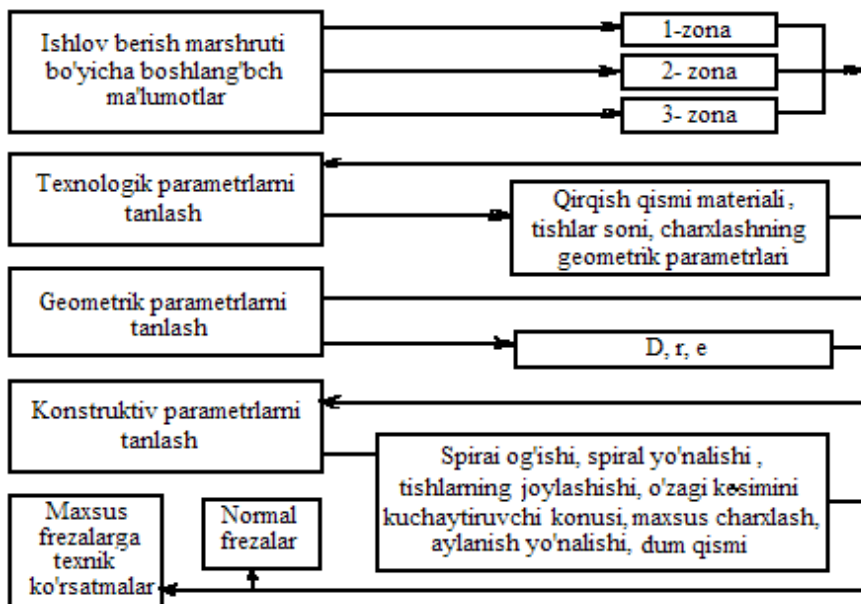 Ishlov berish marshruti
bo'yicha boshlang'bch
ma'lumotlar
1-zona
2- zona
3- zona
Texnologik parametrlarni
tanlash
Qirqish qismi materiali ,
tishlar soni, charxlashning
geometrik parametrlari
Geometrik parametrlarni
tanlash
D, r, e
Konstruktiv parametrlarni
tanlash
Spirai og'ishi, spiral yo'nalishi ,
tishlarning joylashishi, o'zagi kesimini
kuchaytiruvchi konusi, maxsus charxlash,
aylanish yo'nalishi, dum qismi
Maxsus
frezalarga
texnik
ko'rsatmalar
Normal
frezalar